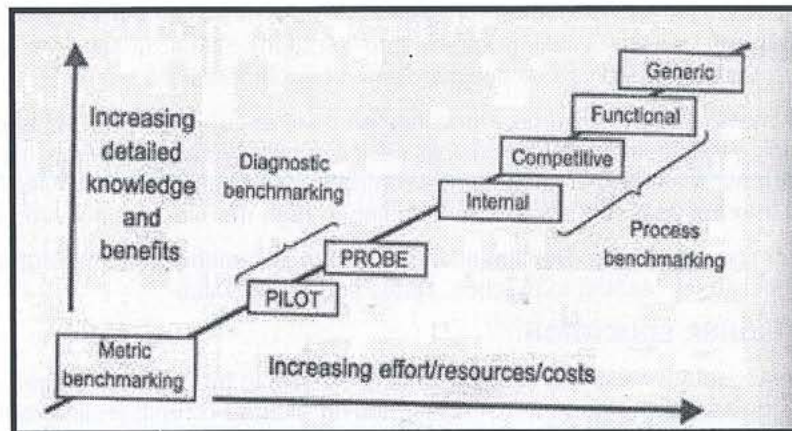 Generic
Functional
Competitive
Internal
Increasing
detailed
knowledge
and
benefits
Diagnostic
benchmarking
PROBE
PILOT
Process
benchmarking
Metric
benchmarking
Increasing effort/resources/costs